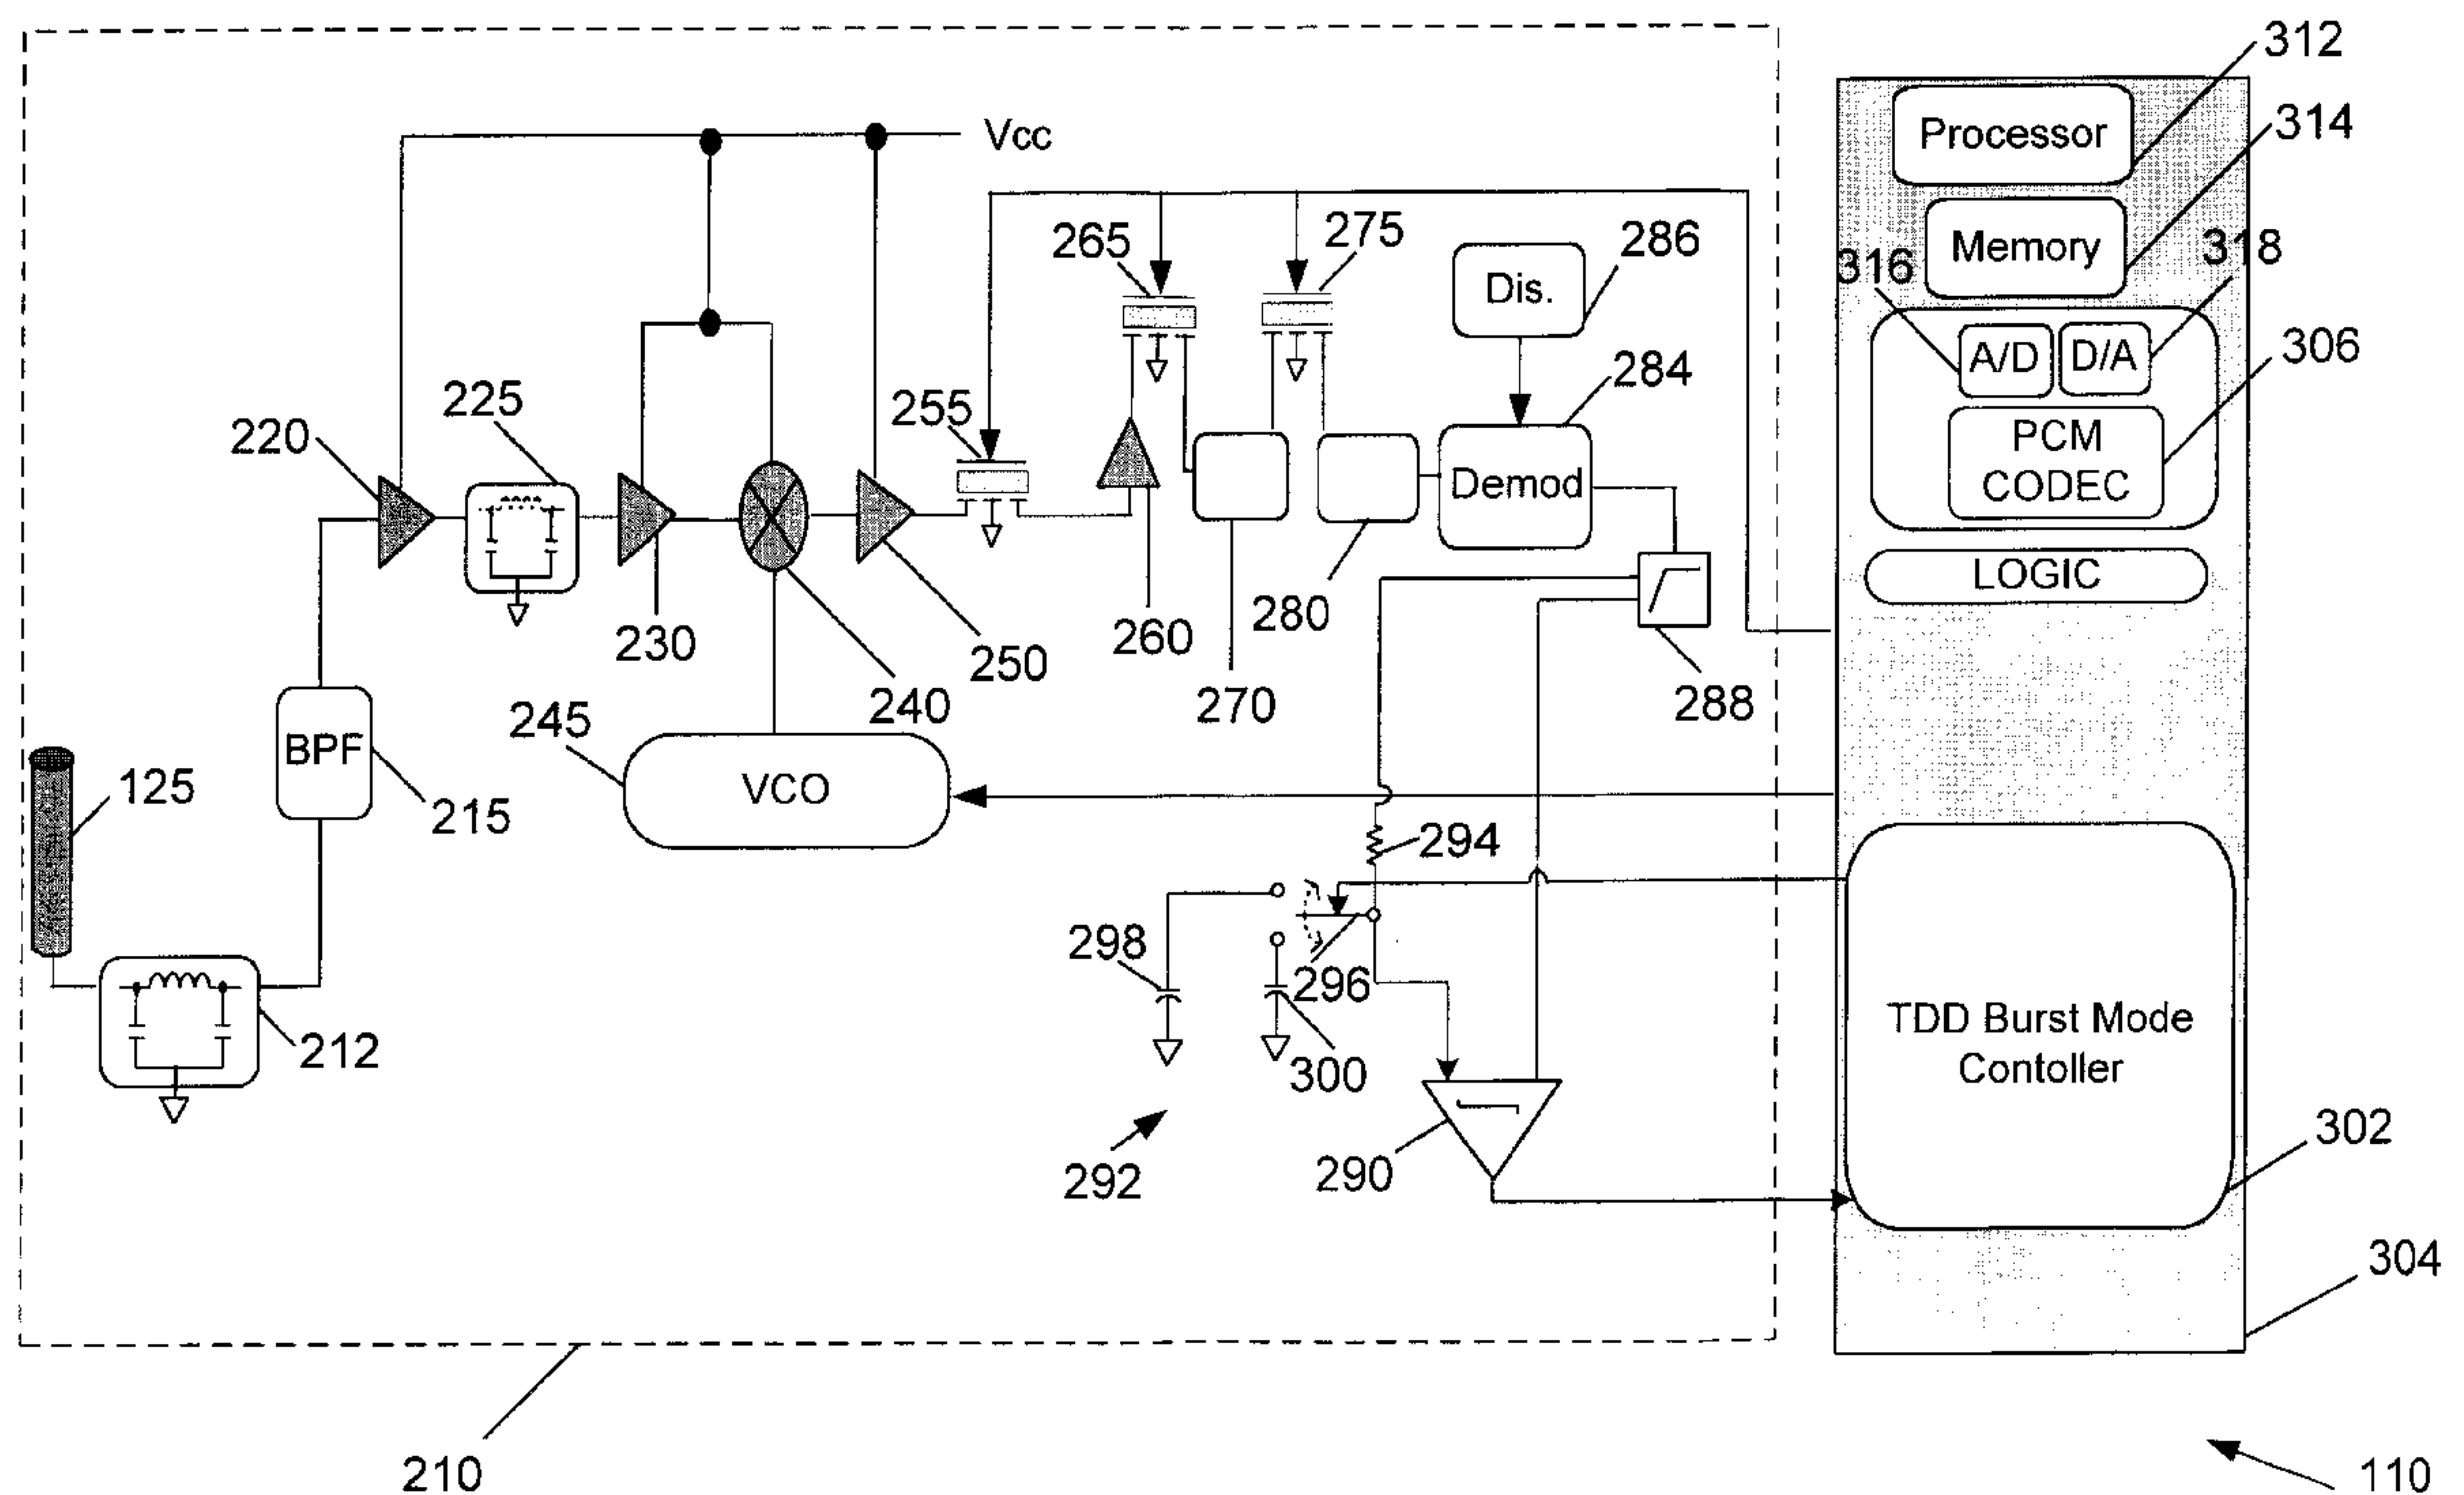 312
Processor
314
Memory
316
318
A/D
D/A
306
PCM
CODEC
LOGIC
Vcc
265
275
Dis.
286
284
Demod
225
220
255
230
250
260
280
270
240
288
245
VCO
BPF
125
215
294
298
296
212
300
292
290
TDD Burst Mode
Contoller
302
304
210
110